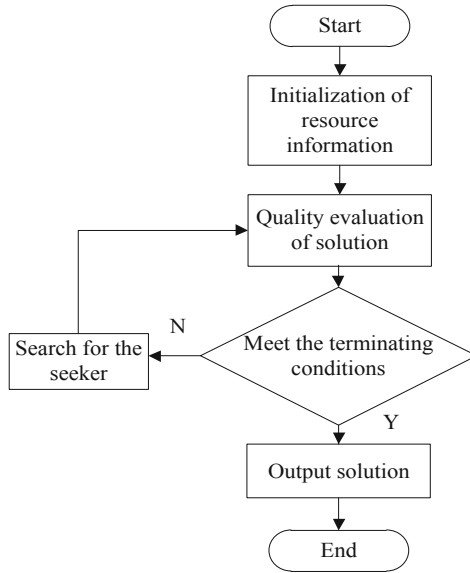 Start
Initialization of
resource
information
Quality evaluation
of solution
N
Meet the terminating
conditions
Search for the
seeker
Y
Output solution
End